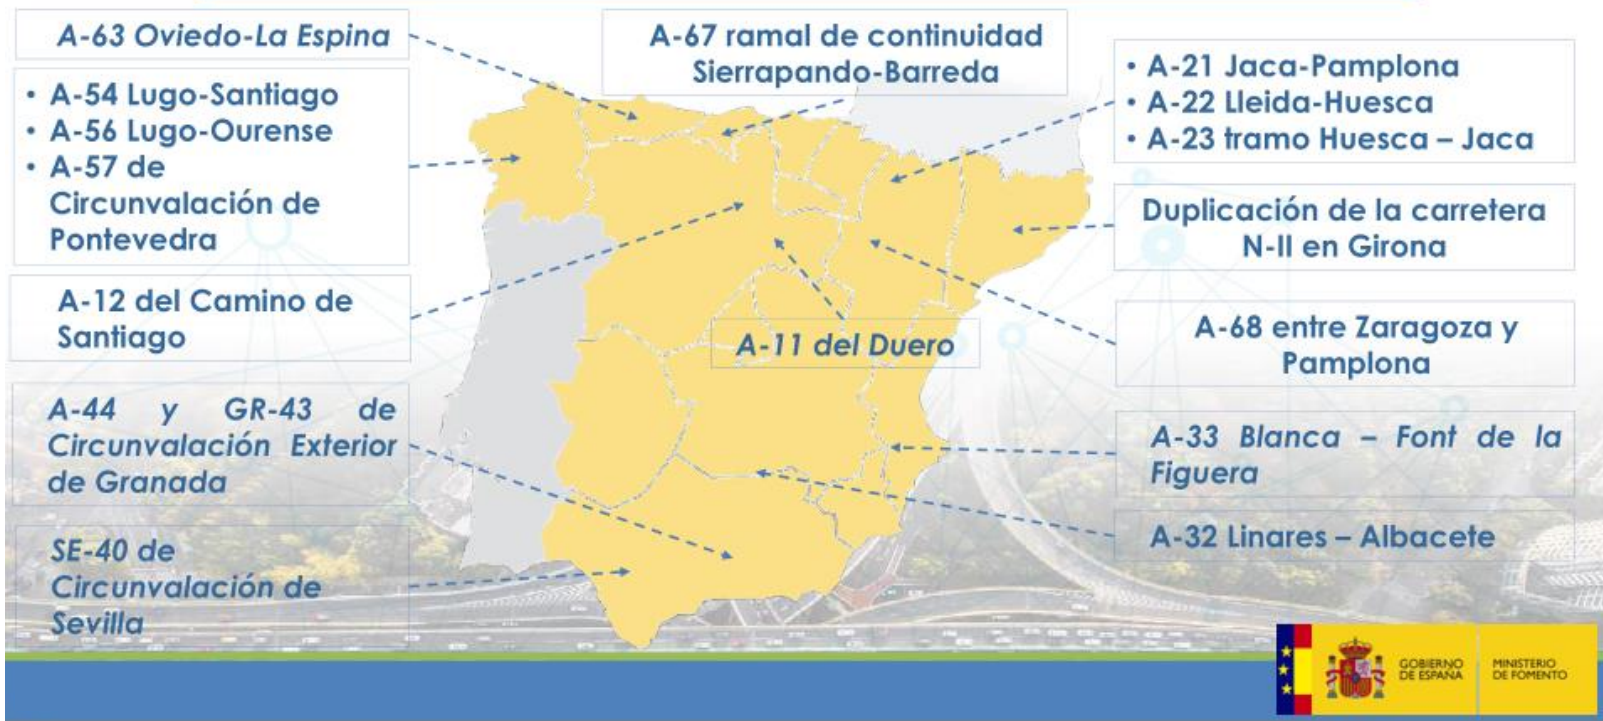 A-63 Oviedo-La Espina
• A-54 Lugo-Santiago
• A-56 Lugo-Ourense
• A-57 de
Circunvalación de
Pontevedra
A-12 del Camino de
Santiago
A-44 y GR-43 de
Circunvalación Exterior
de Granada
SE-40 de
Circunvalación de
Sevilla
A-67 ramal de continuidad
Sierrapando-Barreda
A-11 del Duero
• A-21 Jaca-Pamplona
• A-22 Lleida-Huesca
• A-23 tramo Huesca – Jaca
Duplicación de la carretera
N-II en Girona
A-68 entre Zaragoza y
Pamplona
A-33 Blanca – Font de la
Figuera
A-32 Linares – Albacete
GOBIERNO
DE ESPAÑA
MINISTERIO
DE FOMENTO